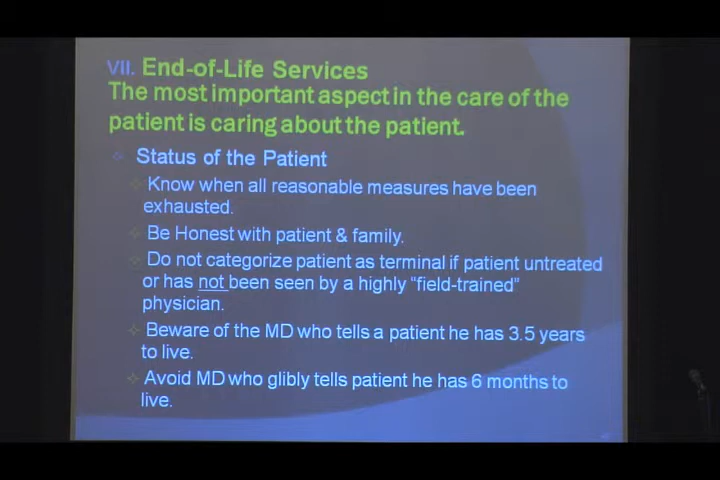 VII. End-of-Life Services
The most important aspect in the care of the
patient is caring about the patient.
Status of the Patient
Know when all reasonable measures have been
exhausted.
Be Honest with patient & family.
Do not categorize patient as terminal if patient untreated
or has not been seen by a highly "field-trained"
physician.
Beware of the MD who tells a patient he has 3.5 years
to live.
Avoid MD who glibly tells patient he has 6 months to
live.